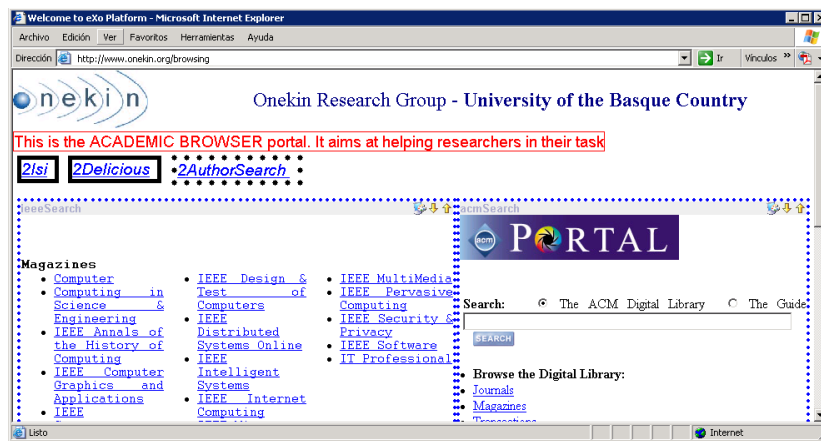 Welcome to eXo Platform - Microsoft Internet Explorer
Archivo Edición Ver Favoritos Herramientas Ayuda
Dirección http://www.onekin.org/browsing Ir Vínculos »
onekin
Onekin Research Group - University of the Basque Country
This is the ACADEMIC BROWSER portal. It aims at helping researchers in their task
2Isi 2Delicious 2AuthorSearch
ieeeSearch
Magazines
Computer
Computing in
Science &
Engineering
IEEE Annals of
the History of
Computing
IEEE Computer
Graphics and
Applications
IEEE
IEEE Design &
Test of
Computers
IEEE
Distributed
Systems Online
IEEE
Intelligent
Systems
IEEE Internet
Computing
IEEE MultiMedia
IEEE Pervasive
Computing
IEEE Security &
Privacy
IEEE Software
IT Professional
acmSearch
acm PORTAL
Search: The ACM Digital Library The Guide
SEARCH
Browse the Digital Library:
Journals
Magazines
Transactions
Listo Internet